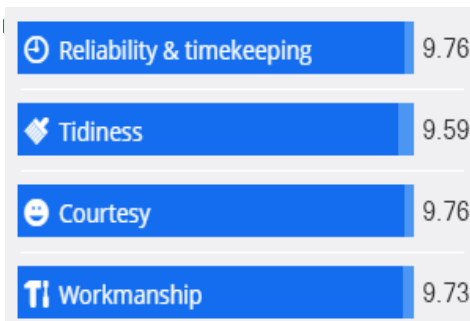 Reliability & timekeeping 9.76
Tidiness 9.59
Courtesy 9.76
Workmanship 9.73